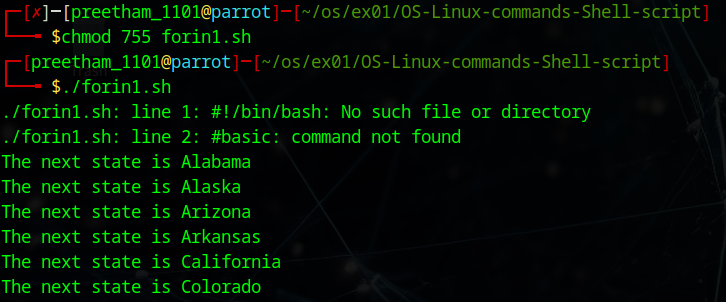 ┌─[✗]─[preetham_1101@parrot]─[~/os/ex01/OS-Linux-commands-Shell-script]
└──╼ $chmod 755 forin1.sh
┌─[preetham_1101@parrot]─[~/os/ex01/OS-Linux-commands-Shell-script]
└──╼ $./forin1.sh
./forin1.sh: line 1: #!/bin/bash: No such file or directory
./forin1.sh: line 2: #basic: command not found
The next state is Alabama
The next state is Alaska
The next state is Arizona
The next state is Arkansas
The next state is California
The next state is Colorado